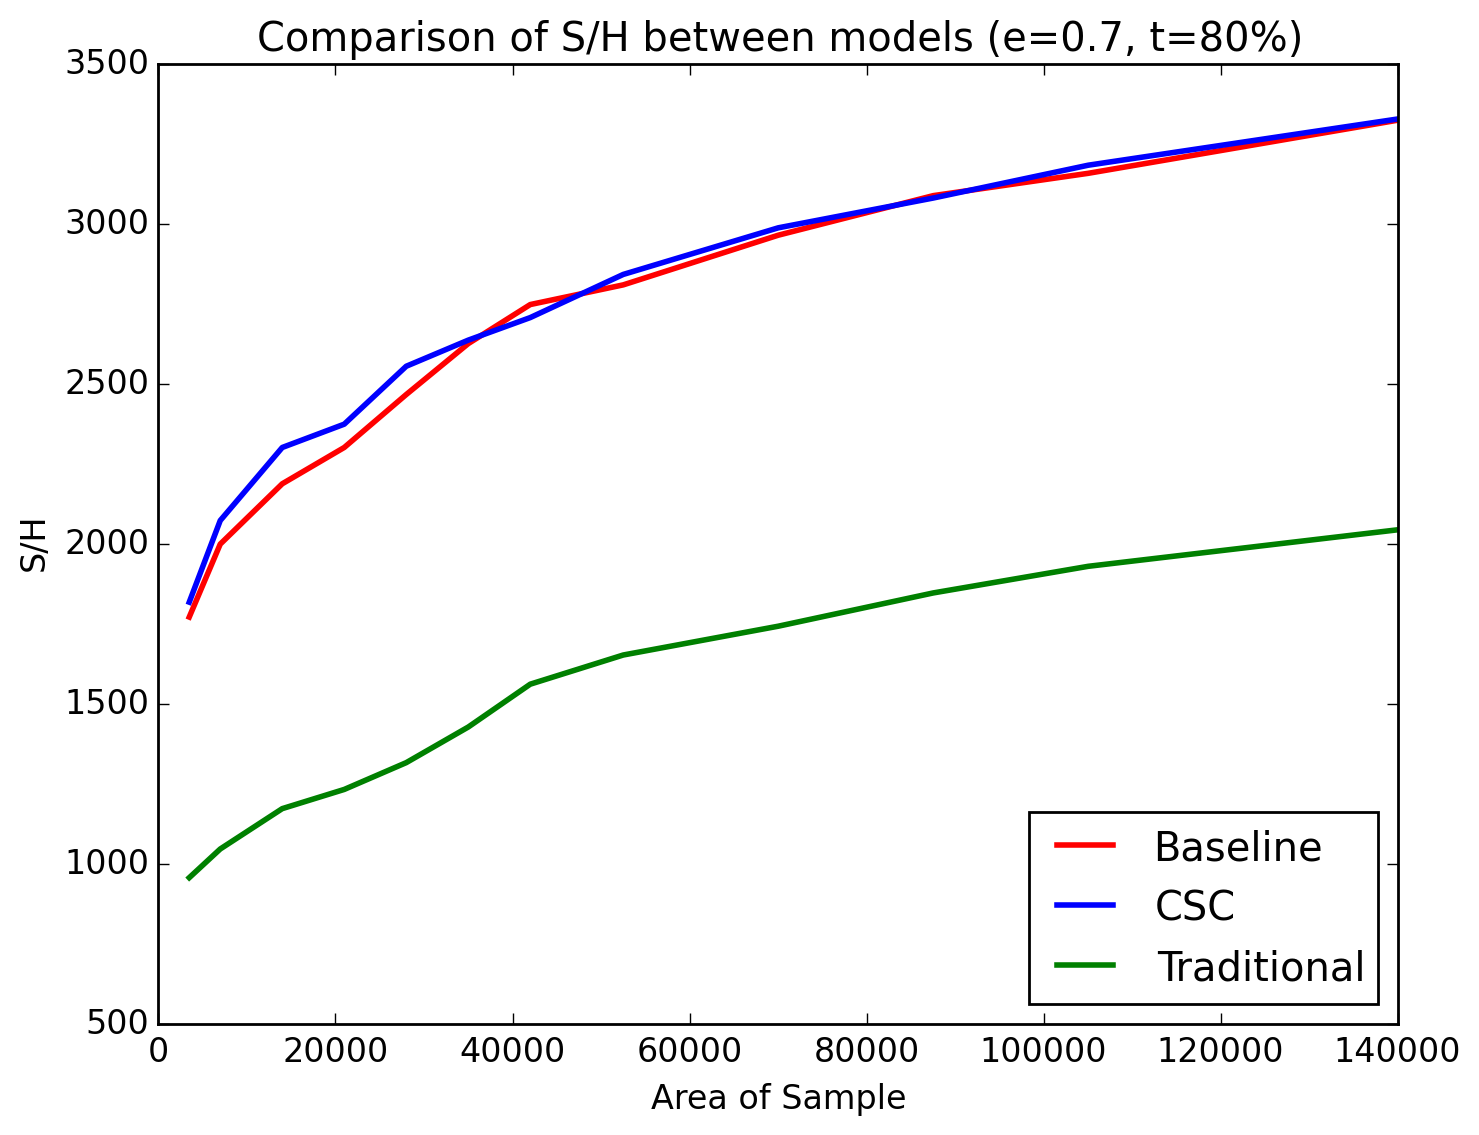 Comparison of S/H between models (e=0.7, t=80%)
3500
3000
2500
2000
1500
1000
500
S/H
0 20000 40000 60000 80000 100000 120000 140000
Area of Sample
Baseline
CSC
Traditional